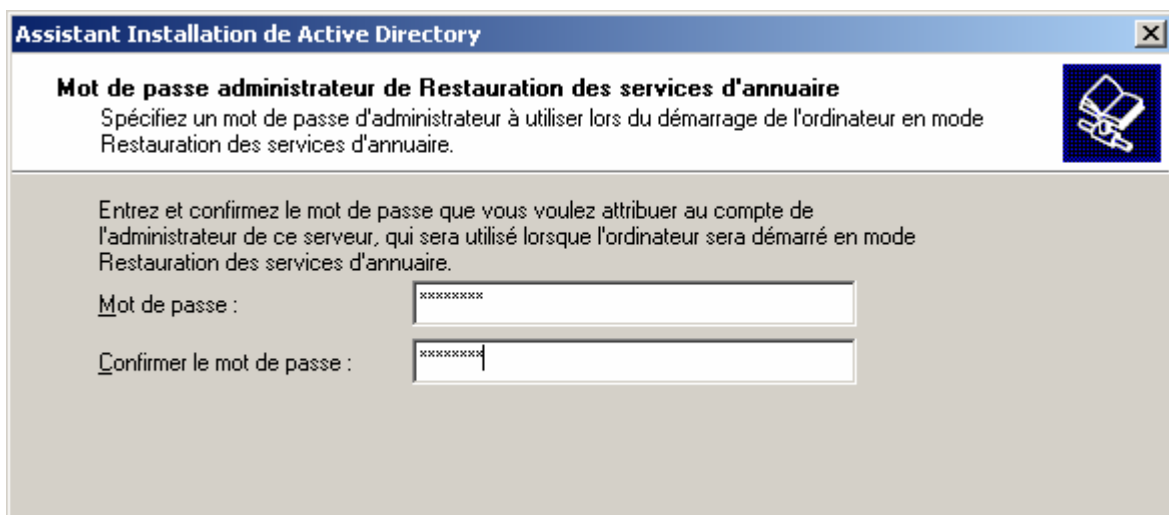 Assistant Installation de Active Directory
Mot de passe administrateur de Restauration des services d'annuaire
Spécifiez un mot de passe d'administrateur à utiliser lors du démarrage de l'ordinateur en mode
Restauration des services d'annuaire.
Entrez et confirmez le mot de passe que vous voulez attribuer au compte de
l'administrateur de ce serveur, qui sera utilisé lorsque l'ordinateur sera démarré en mode
Restauration des services d'annuaire.
Mot de passe : ********
Confirmer le mot de passe : ********